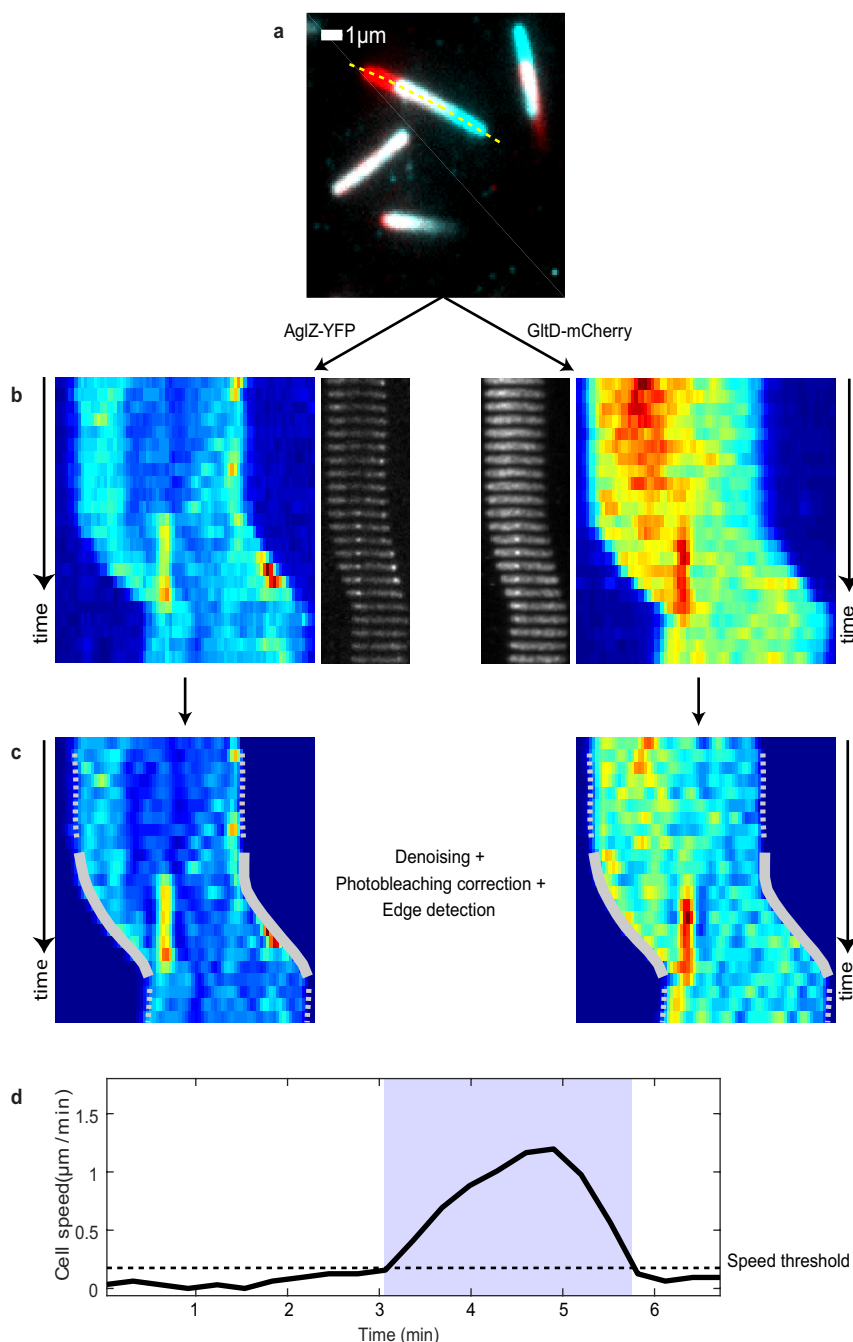 a
1µm
AglZ-YFP
GltD-mCherry
b
time
time
c
Denoising +
Photobleaching correction +
Edge detection
time
time
d
Cell speed(µm /min)
1.5
1
0.5
0
Speed threshold
1 2 3 4 5 6
Time (min)